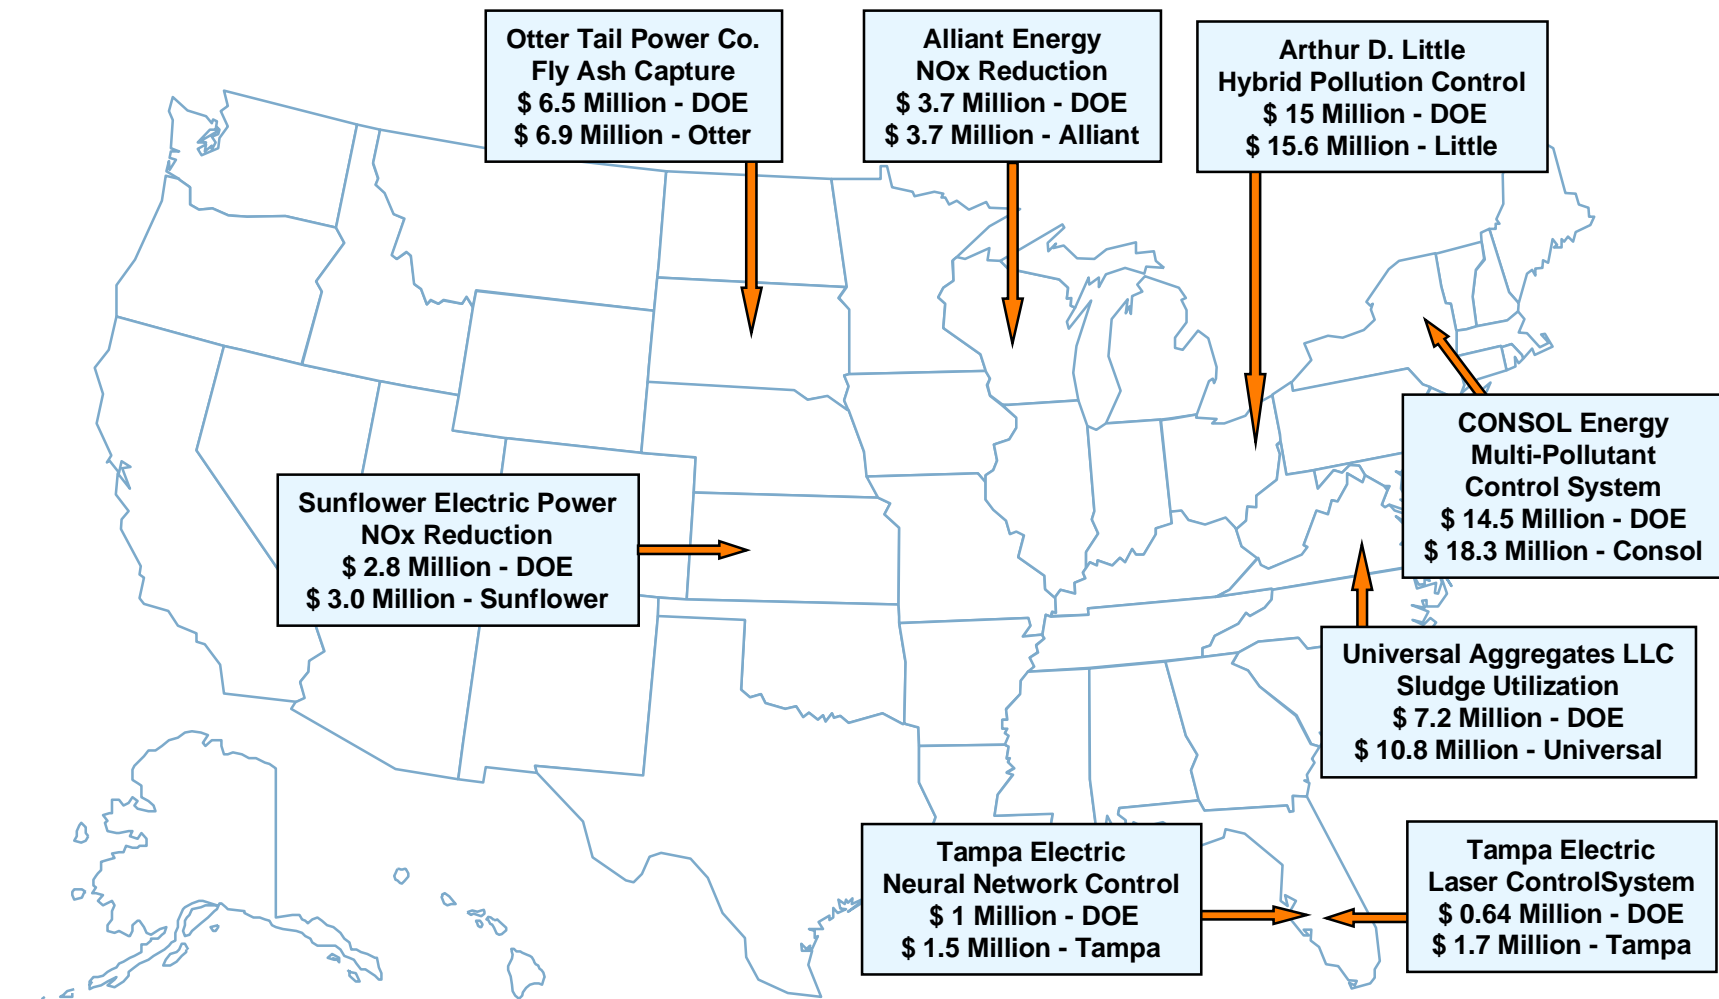 Otter Tail Power Co.
Fly Ash Capture
$ 6.5 Million - DOE
$ 6.9 Million - Otter
Alliant Energy
NOx Reduction
$ 3.7 Million - DOE
$ 3.7 Million - Alliant
Arthur D. Little
Hybrid Pollution Control
$ 15 Million - DOE
$ 15.6 Million - Little
CONSOL Energy
Multi-Pollutant
Control System
$ 14.5 Million - DOE
$ 18.3 Million - Consol
Sunflower Electric Power
NOx Reduction
$ 2.8 Million - DOE
$ 3.0 Million - Sunflower
Universal Aggregates LLC
Sludge Utilization
$ 7.2 Million - DOE
$ 10.8 Million - Universal
Tampa Electric
Neural Network Control
$ 1 Million - DOE
$ 1.5 Million - Tampa
Tampa Electric
Laser ControlSystem
$ 0.64 Million - DOE
$ 1.7 Million - Tampa